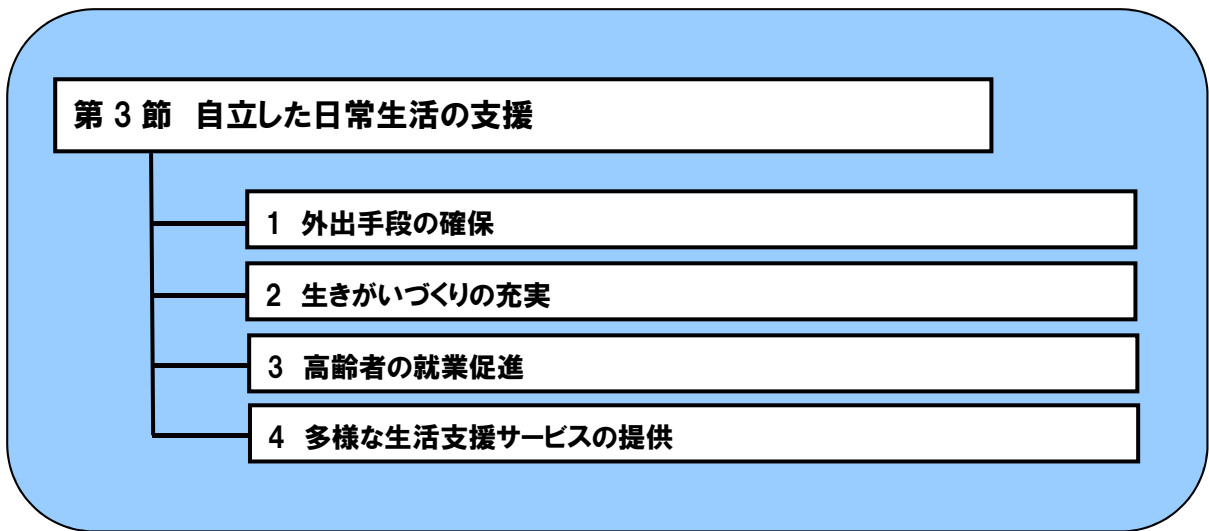 第3節 自立した日常生活の支援
1 外出手段の確保
2 生きがいづくりの充実
3 高齢者の就業促進
4 多様な生活支援サービスの提供